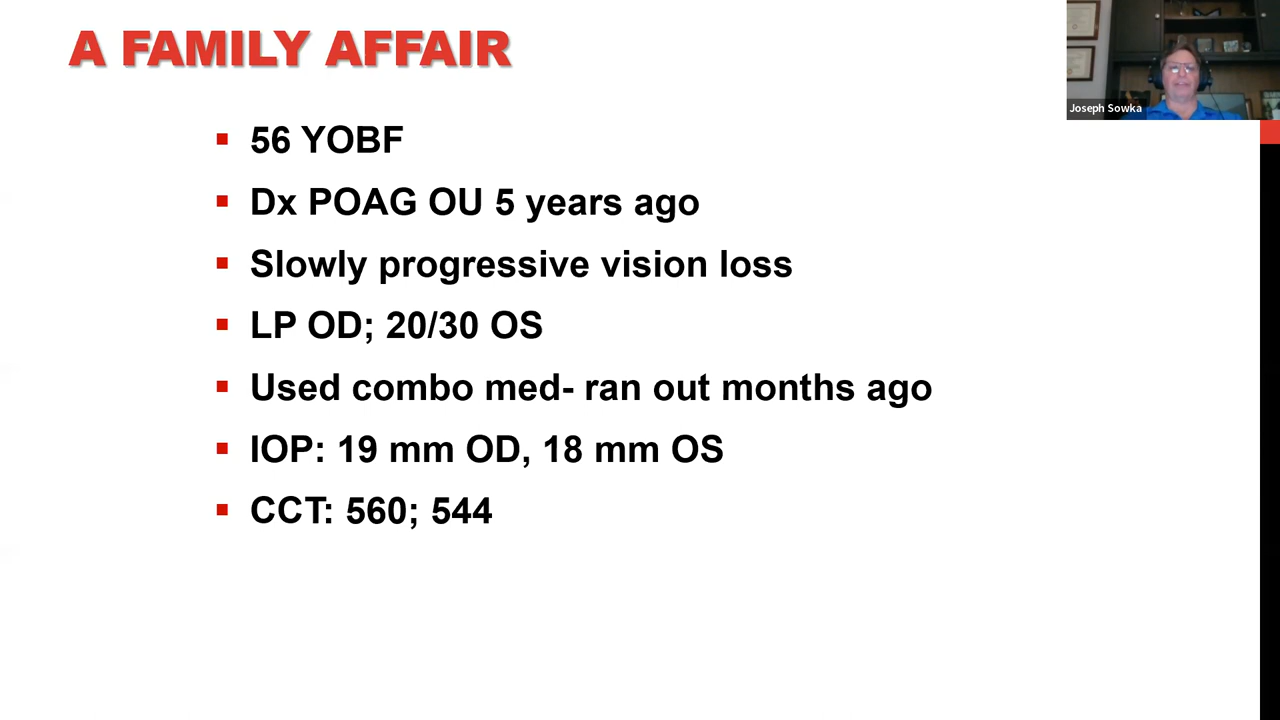 A FAMILY AFFAIR
Joseph Sowka
▪ 56 YOBF
▪ Dx POAG OU 5 years ago
▪ Slowly progressive vision loss
▪ LP OD; 20/30 OS
▪ Used combo med- ran out months ago
▪ IOP: 19 mm OD, 18 mm OS
▪ CCT: 560; 544